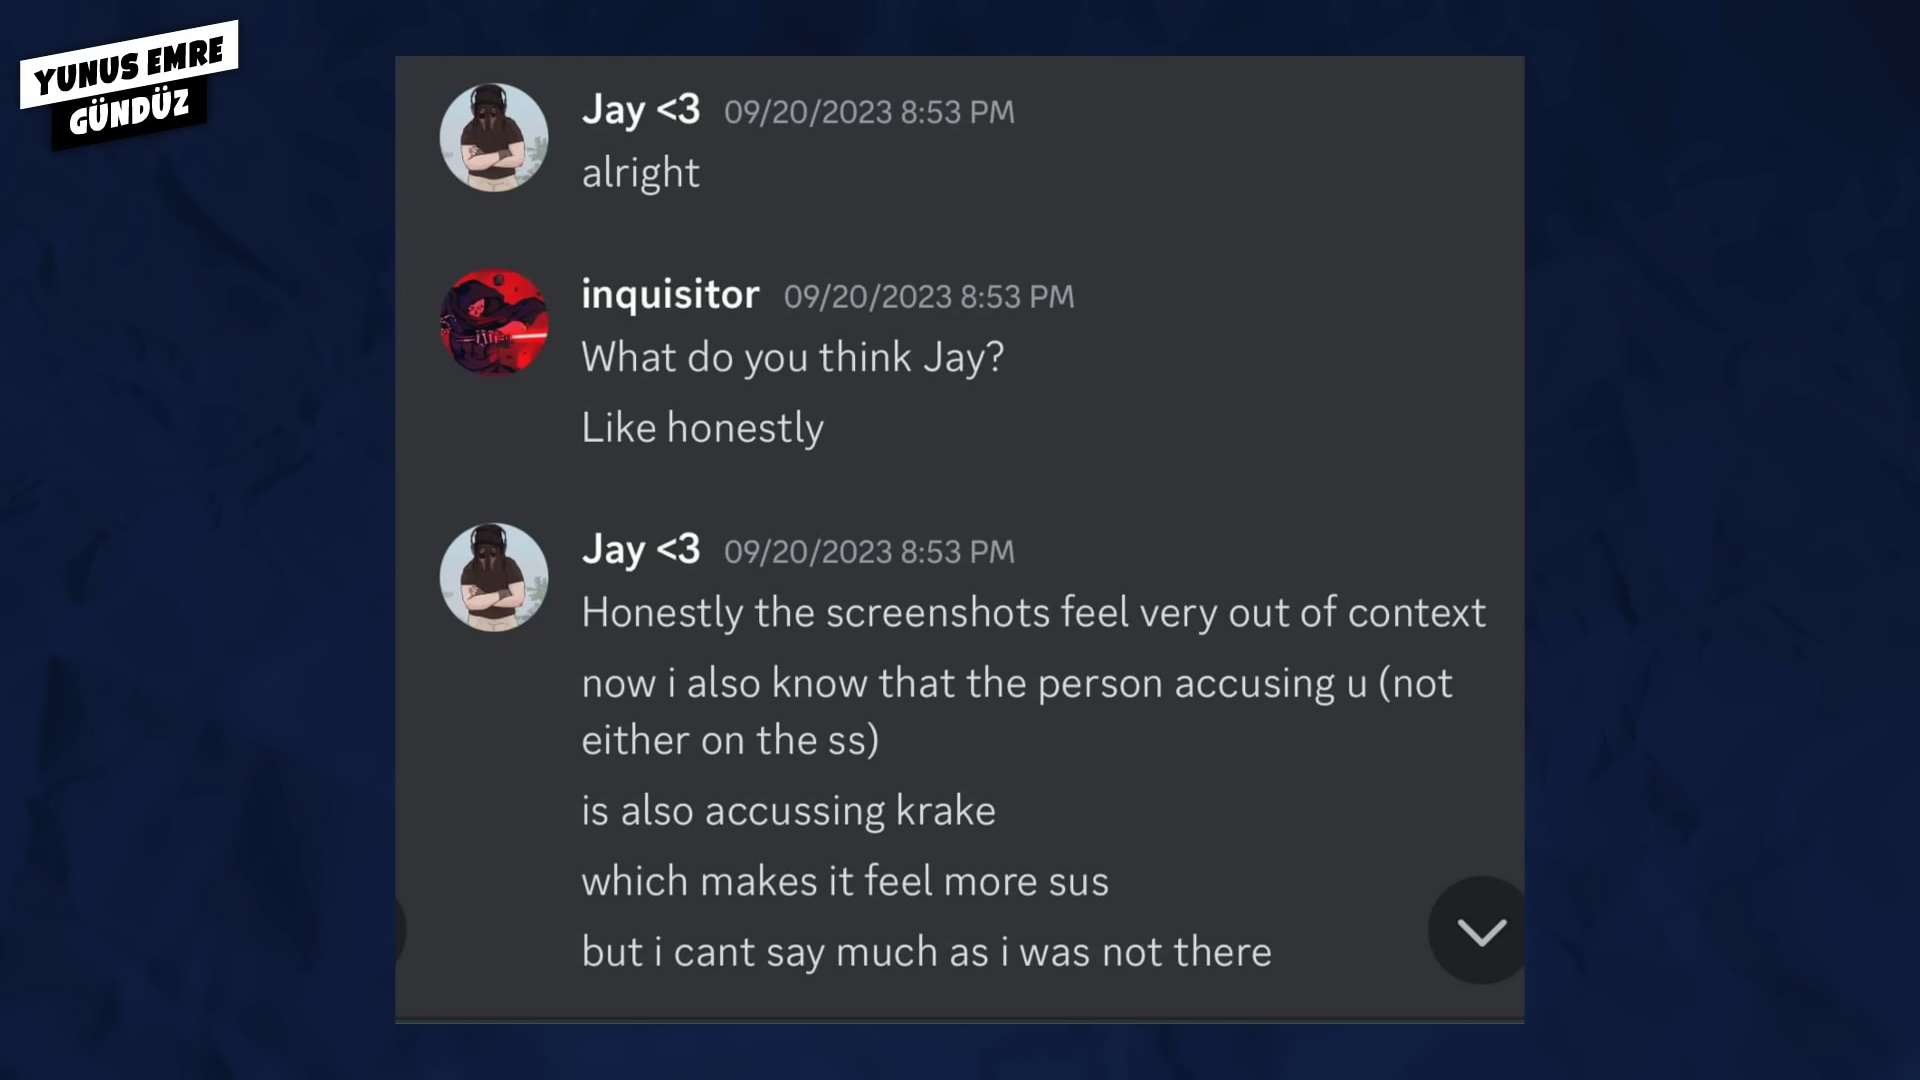 YUNUS EMRE
GÜNDÜZ
Jay <3 09/20/2023 8:53 PM
alright
inquisitor 09/20/2023 8:53 PM
What do you think Jay?
Like honestly
Jay <3 09/20/2023 8:53 PM
Honestly the screenshots feel very out of context
now i also know that the person accusing u (not
either on the ss)
is also accussing krake
which makes it feel more sus
but i cant say much as i was not there